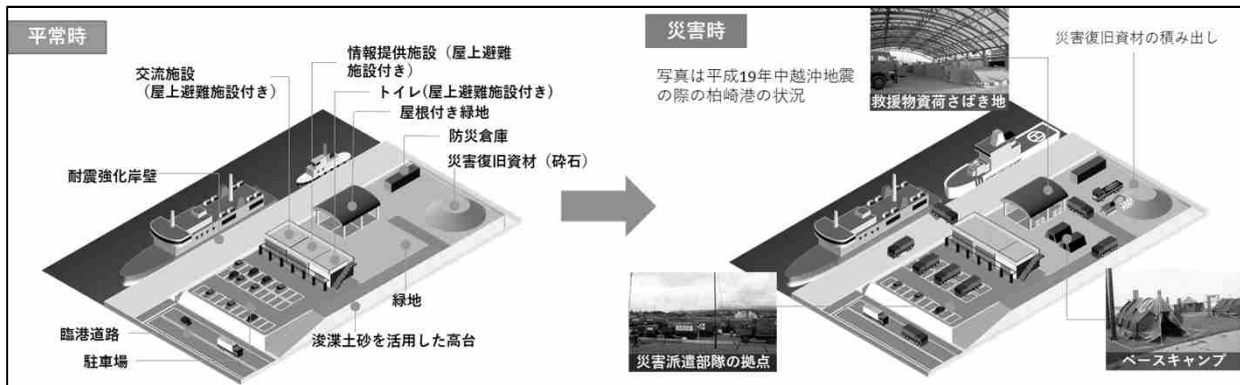 平常時
情報提供施設（屋上避難
施設付き）
交流施設
（屋上避難施設付き）
トイレ(屋上避難施設付き）
屋根付き緑地
防災倉庫
災害復旧資材（砕石）
耐震強化岸壁
緑地
臨港道路
浚渫土砂を活用した高台
駐車場
災害時
写真は平成19年中越沖地震
の際の柏崎港の状況
救援物資荷さばき地
災害復旧資材の積み出し
災害派遣部隊の拠点
ベースキャンプ